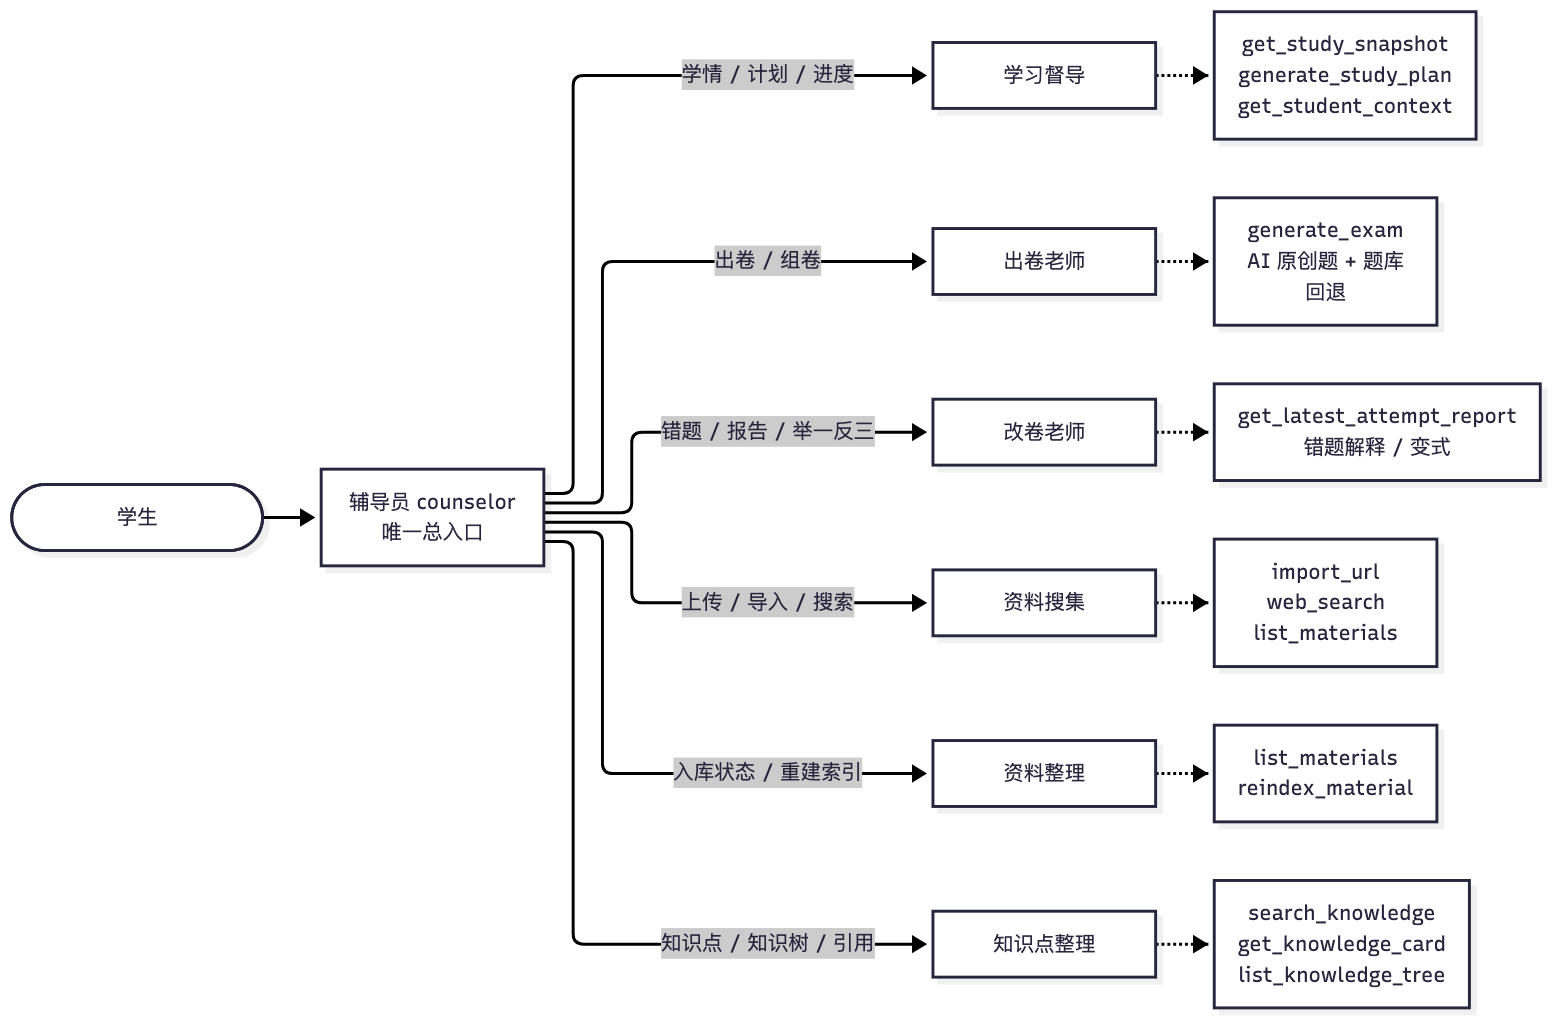 学生
辅导员 counselor
唯一总入口
学情 / 计划 / 进度
学习督导
get_study_snapshot
generate_study_plan
get_student_context
出卷 / 组卷
出卷老师
generate_exam
AI 原创题 + 题库
回退
错题 / 报告 / 举一反三
改卷老师
get_latest_attempt_report
错题解释 / 变式
上传 / 导入 / 搜索
资料搜集
import_url
web_search
list_materials
入库状态 / 重建索引
资料整理
list_materials
reindex_material
知识点 / 知识树 / 引用
知识点整理
search_knowledge
get_knowledge_card
list_knowledge_tree